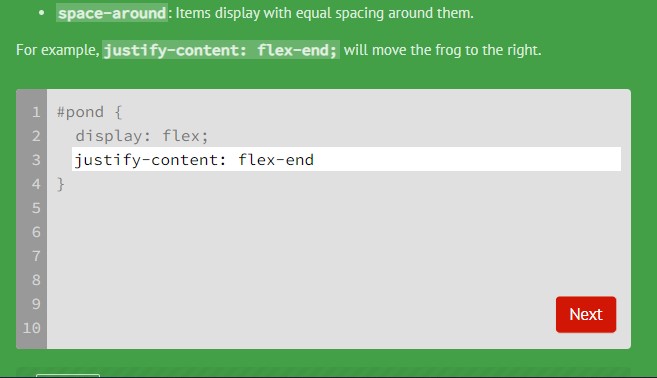 • space-around: Items display with equal spacing around them.
For example, justify-content: flex-end; will move the frog to the right.
1 #pond {
2 display: flex;
3 justify-content: flex-end
4 }
5
6
7
8
9
Next
10